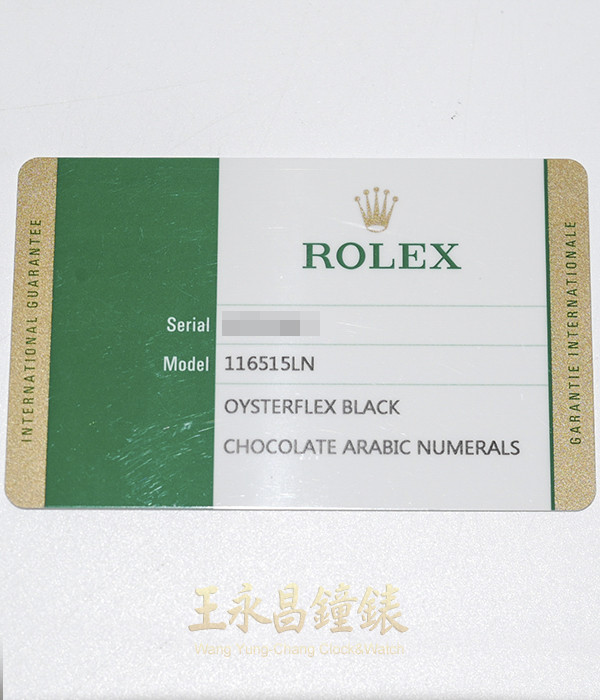 INTERNATIONAL GUARANTEE
ROLEX
Serial
Model 116515LN
OYSTERFLEX BLACK
CHOCOLATE ARABIC NUMERALS
GARANTIE INTERNATIONALE
王永昌鐘錶
Wang Yung-Chang Clock&Watch